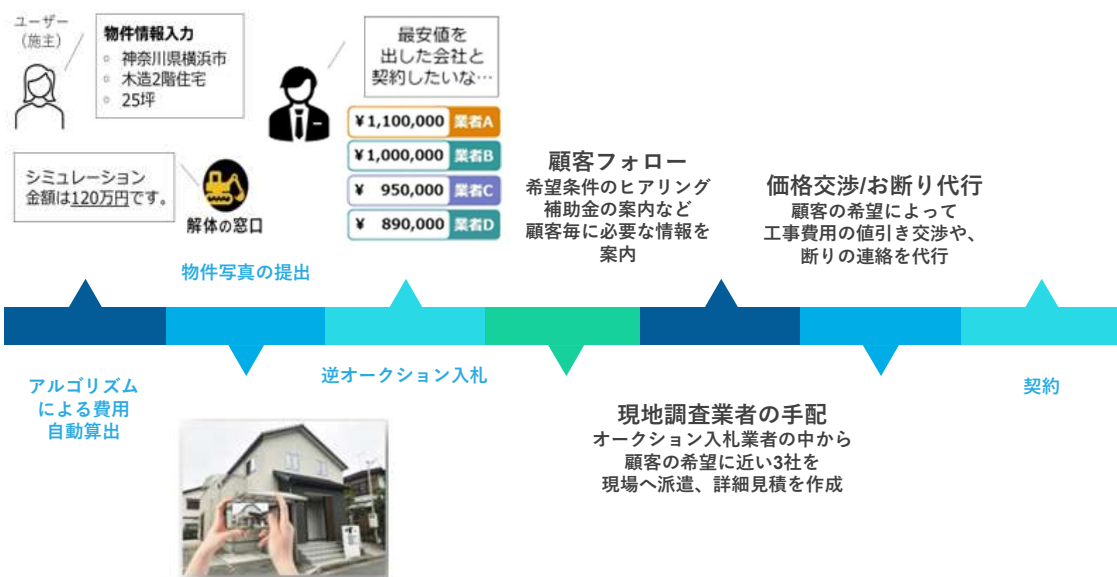 ユーザー
(施主)
物件情報入力
◦ 神奈川県横浜市
◦ 木造2階住宅
◦ 25坪
最安値を
出した会社と
契約したいな…
¥1,100,000 業者A
¥1,000,000 業者B
¥ 950,000 業者C
¥ 890,000 業者D
シミュレーション
金額は120万円です。
解体の窓口
物件写真の提出
顧客フォロー
希望条件のヒアリング
補助金の案内など
顧客毎に必要な情報を
案内
価格交渉/お断り代行
顧客の希望によって
工事費用の値引き交渉や、
断りの連絡を代行
アルゴリズム
による費用
自動算出
逆オークション入札
現地調査業者の手配
オークション入札業者の中から
顧客の希望に近い3社を
現場へ派遣、詳細見積を作成
契約